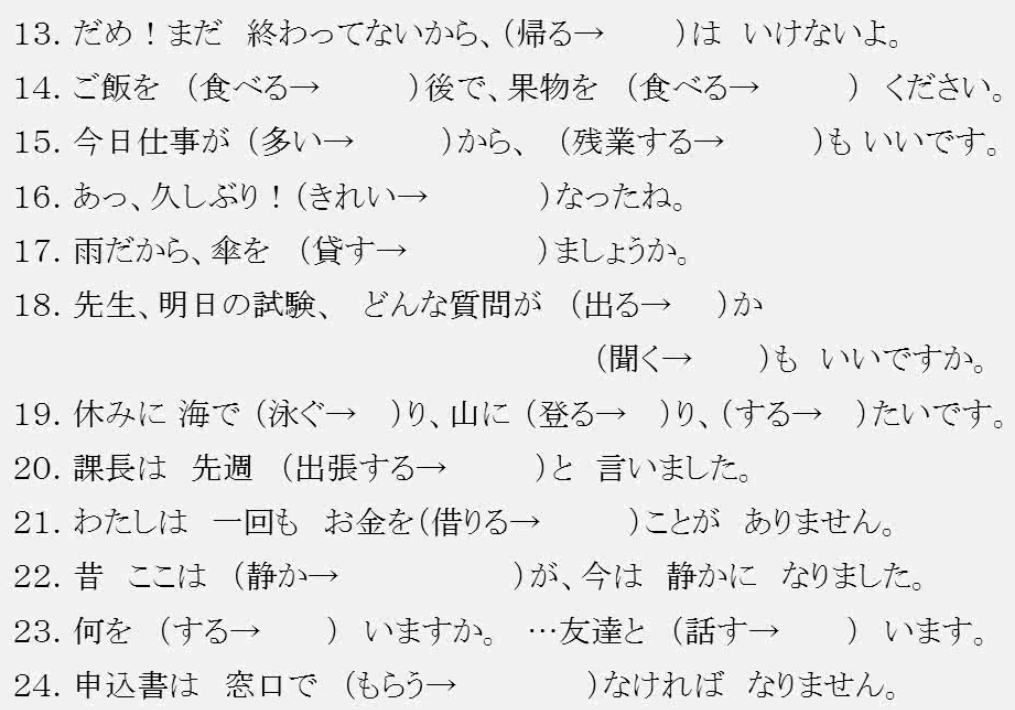 13. だめ！まだ　終わってないから、(帰る→　　)は　いけないよ。
14. ご飯を　(食べる→　　　)後で、果物を　(食べる→　　　)　ください。
15. 今日仕事が (多い→　　　)から、　(残業する→　　　)も いいです。
16. あっ、久しぶり！(きれい→　　　　)なったね。
17. 雨だから、傘を　(貸す→　　　　)ましょうか。
18. 先生、明日の試験、　どんな質問が　(出る→　)か
(聞く→　　)も　いいですか。
19. 休みに 海で (泳ぐ→　)り、山に (登る→　)り、(する→　)たいです。
20. 課長は　先週　(出張する→　　　)と　言いました。
21. わたしは　一回も　お金を(借りる→　　　)ことが　ありません。
22. 昔　ここは　(静か→　　　　　　)が、今は　静かに　なりました。
23. 何を　(する→　　)　いますか。　…友達と　(話す→　　)　います。
24. 申込書は　窓口で　(もらう→　　　　)なければ　なりません。